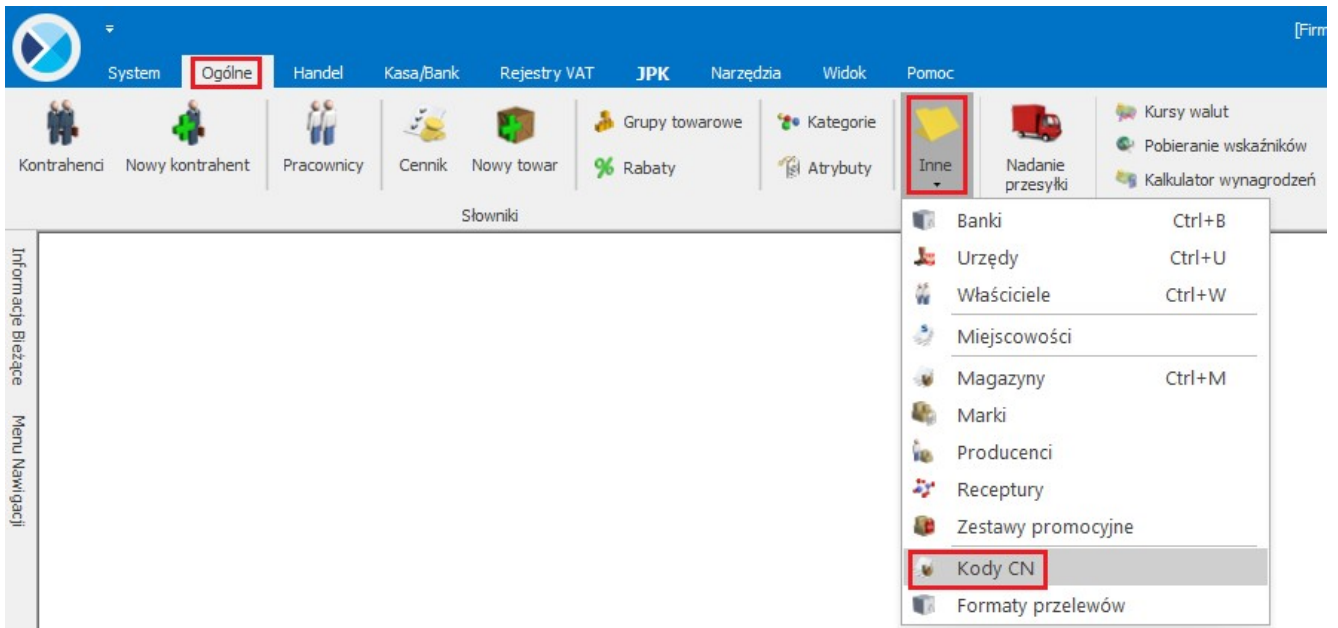 [Firm
System Ogólne Handel Kasa/Bank Rejestry VAT JPK Narzędzia Widok Pomoc
Kontrahenci Nowy kontrahent Pracownicy Cennik Nowy towar
Grupy towarowe
Rabaty
Kategorie
Atrybuty
Inne
Nadanie
przesyłki
Kursy walut
Pobieranie wskaźników
Kalkulator wynagrodzeń
Słowniki
Informacje Bieżące
Menu Nawigacji
Banki Ctrl+B
Urzędy Ctrl+U
Właściciele Ctrl+W
Miejscowości
Magazyny Ctrl+M
Marki
Producenci
Receptury
Zestawy promocyjne
Kody CN
Formaty przelewów